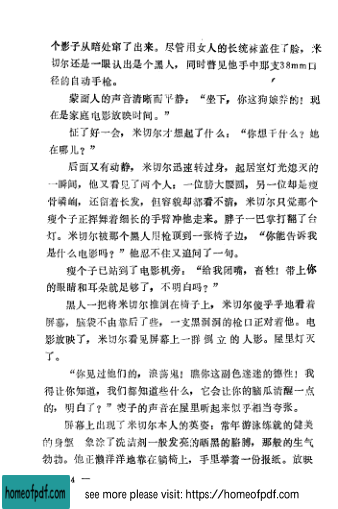 个影子从暗处窜了出来。尽管用女人的长统袜盖住了脸，米
切尔还是一眼认出是个黑人，同时瞥见他手中那支38mm口
径的自动手枪。
蒙面人的声音清晰而平静：“坐下，你这狗娘养的！现
在是家庭电影放映时间。”
怔了好一会，米切尔才想起了什么：“你想干什么？她
在哪儿？”
后面又有动静，米切尔迅速转过身，起居室灯光熄灭的
一瞬间，他又看见了两个人：一位膀大腰圆，另一位却是瘦
骨嶙峋，还留着长发，但容貌却都看不清，米切尔只觉那个
瘦个子正挥舞着细长的手臂冲他走来。胖子一巴掌打翻了台
灯。米切尔被那个黑人用枪顶到一张椅子边，“你能告诉我
是什么电影吗？”他忍不住又追问了一句。
瘦个子已站到了电影机旁：“给我闭嘴，畜牲！带上你
的眼睛和耳朵就足够了，不明白吗？”
黑人一把将米切尔推倒在椅子上，米切尔傻乎乎地看着
屏幕，脑袋不由靠后了些，一支黑洞洞的枪口正对着他。电
影放映了，米切尔看见屏幕上一群倒立的人影。屋里灯灭
了。
“你见过他们的，浪荡鬼！瞧你这副色迷迷的德性！我
得让你知道，我们都知道些什么，它会让你的脑瓜清醒一点
的，明白了？”瘦子的声音在屋里听起来似乎相当夸张。
屏幕上出现了米切尔本人的英姿：常年游泳练就的健美
的身躯 象涂了洗洁剂一般发亮的晒黑的胳膊，那般的生气
勃勃。他正懒洋洋地靠在躺椅上，手里举着一份报纸。放映
4 —
homeofpdf.com
see more please visit: https://homeofpdf.com